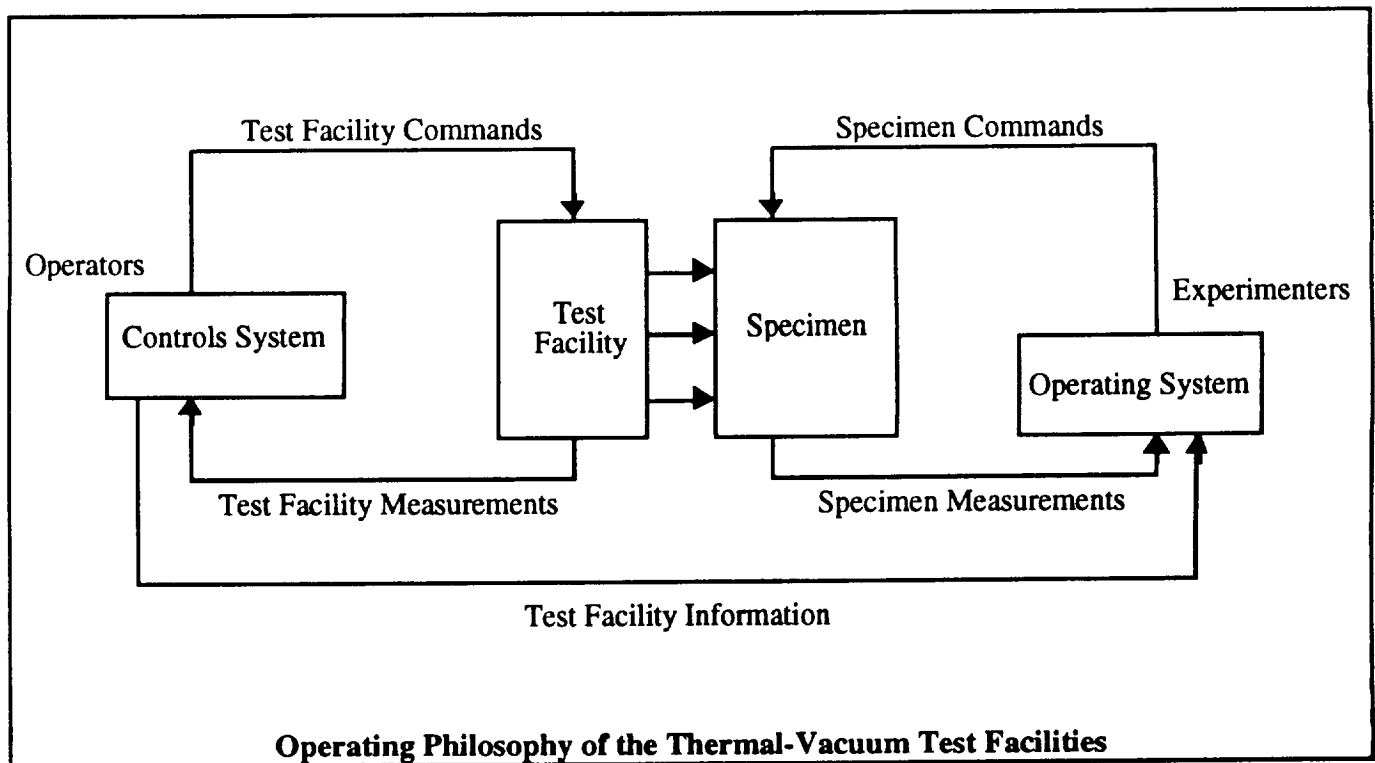 Test Facility Commands
Specimen Commands
Operators
Controls System
Test
Facility
Specimen
Experimenters
Operating System
Test Facility Measurements
Specimen Measurements
Test Facility Information
Operating Philosophy of the Thermal-Vacuum Test Facilities